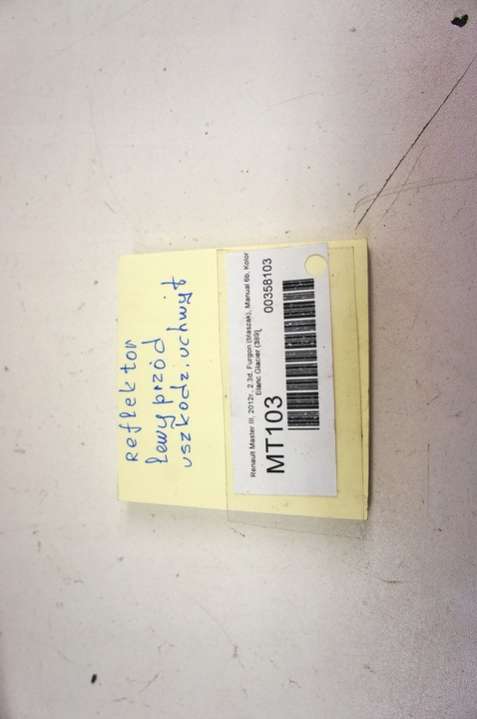 Reflektor
lewy przód
uszkodz. uchwyt
Renault Master III, 2012r., 2.3d, Furgon (blaszak), Manual 6b, Kolor
Blanc Glacier (389)[
MT103
00358103